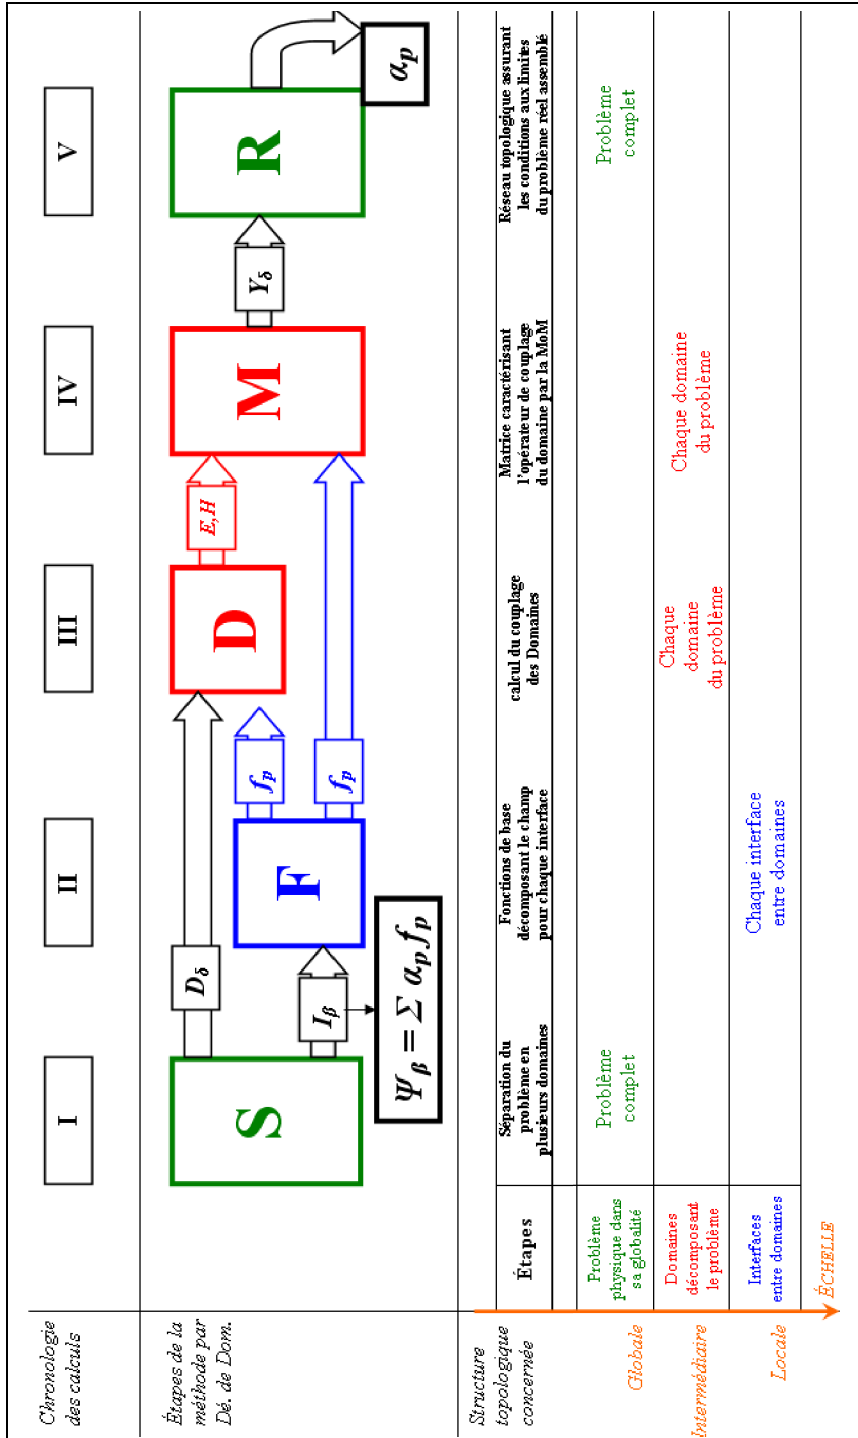 Chronologie
des calculs
I
II
III
IV
V
Étapes de la
méthode par
Dé. de Dom.
S
D_δ
I_β
Ψ_β = Σ α_p f_p
F
f_p
f_p
D
E,H
M
Y_δ
R
α_p
Structure
topologique
concernée
Étapes
Séparation du
problème en
plusieurs domaines
Fonctions de base
décomposant le champ
pour chaque interface
calcul du couplage
des Domaines
Matrice caractérisant
l'opérateur de couplage
du domaine par la MoM
Réseau topologique assurant
les conditions aux limites
du problème réel assemblé
Globale
Problème
physique dans
sa globalité
Problème
complet
Problème
complet
Intermédiaire
Domaines
décomposant
le problème
Chaque
domaine
du problème
Chaque domaine
du problème
Locale
Interfaces
entre domaines
Chaque interface
entre domaines
ÉCHELLE